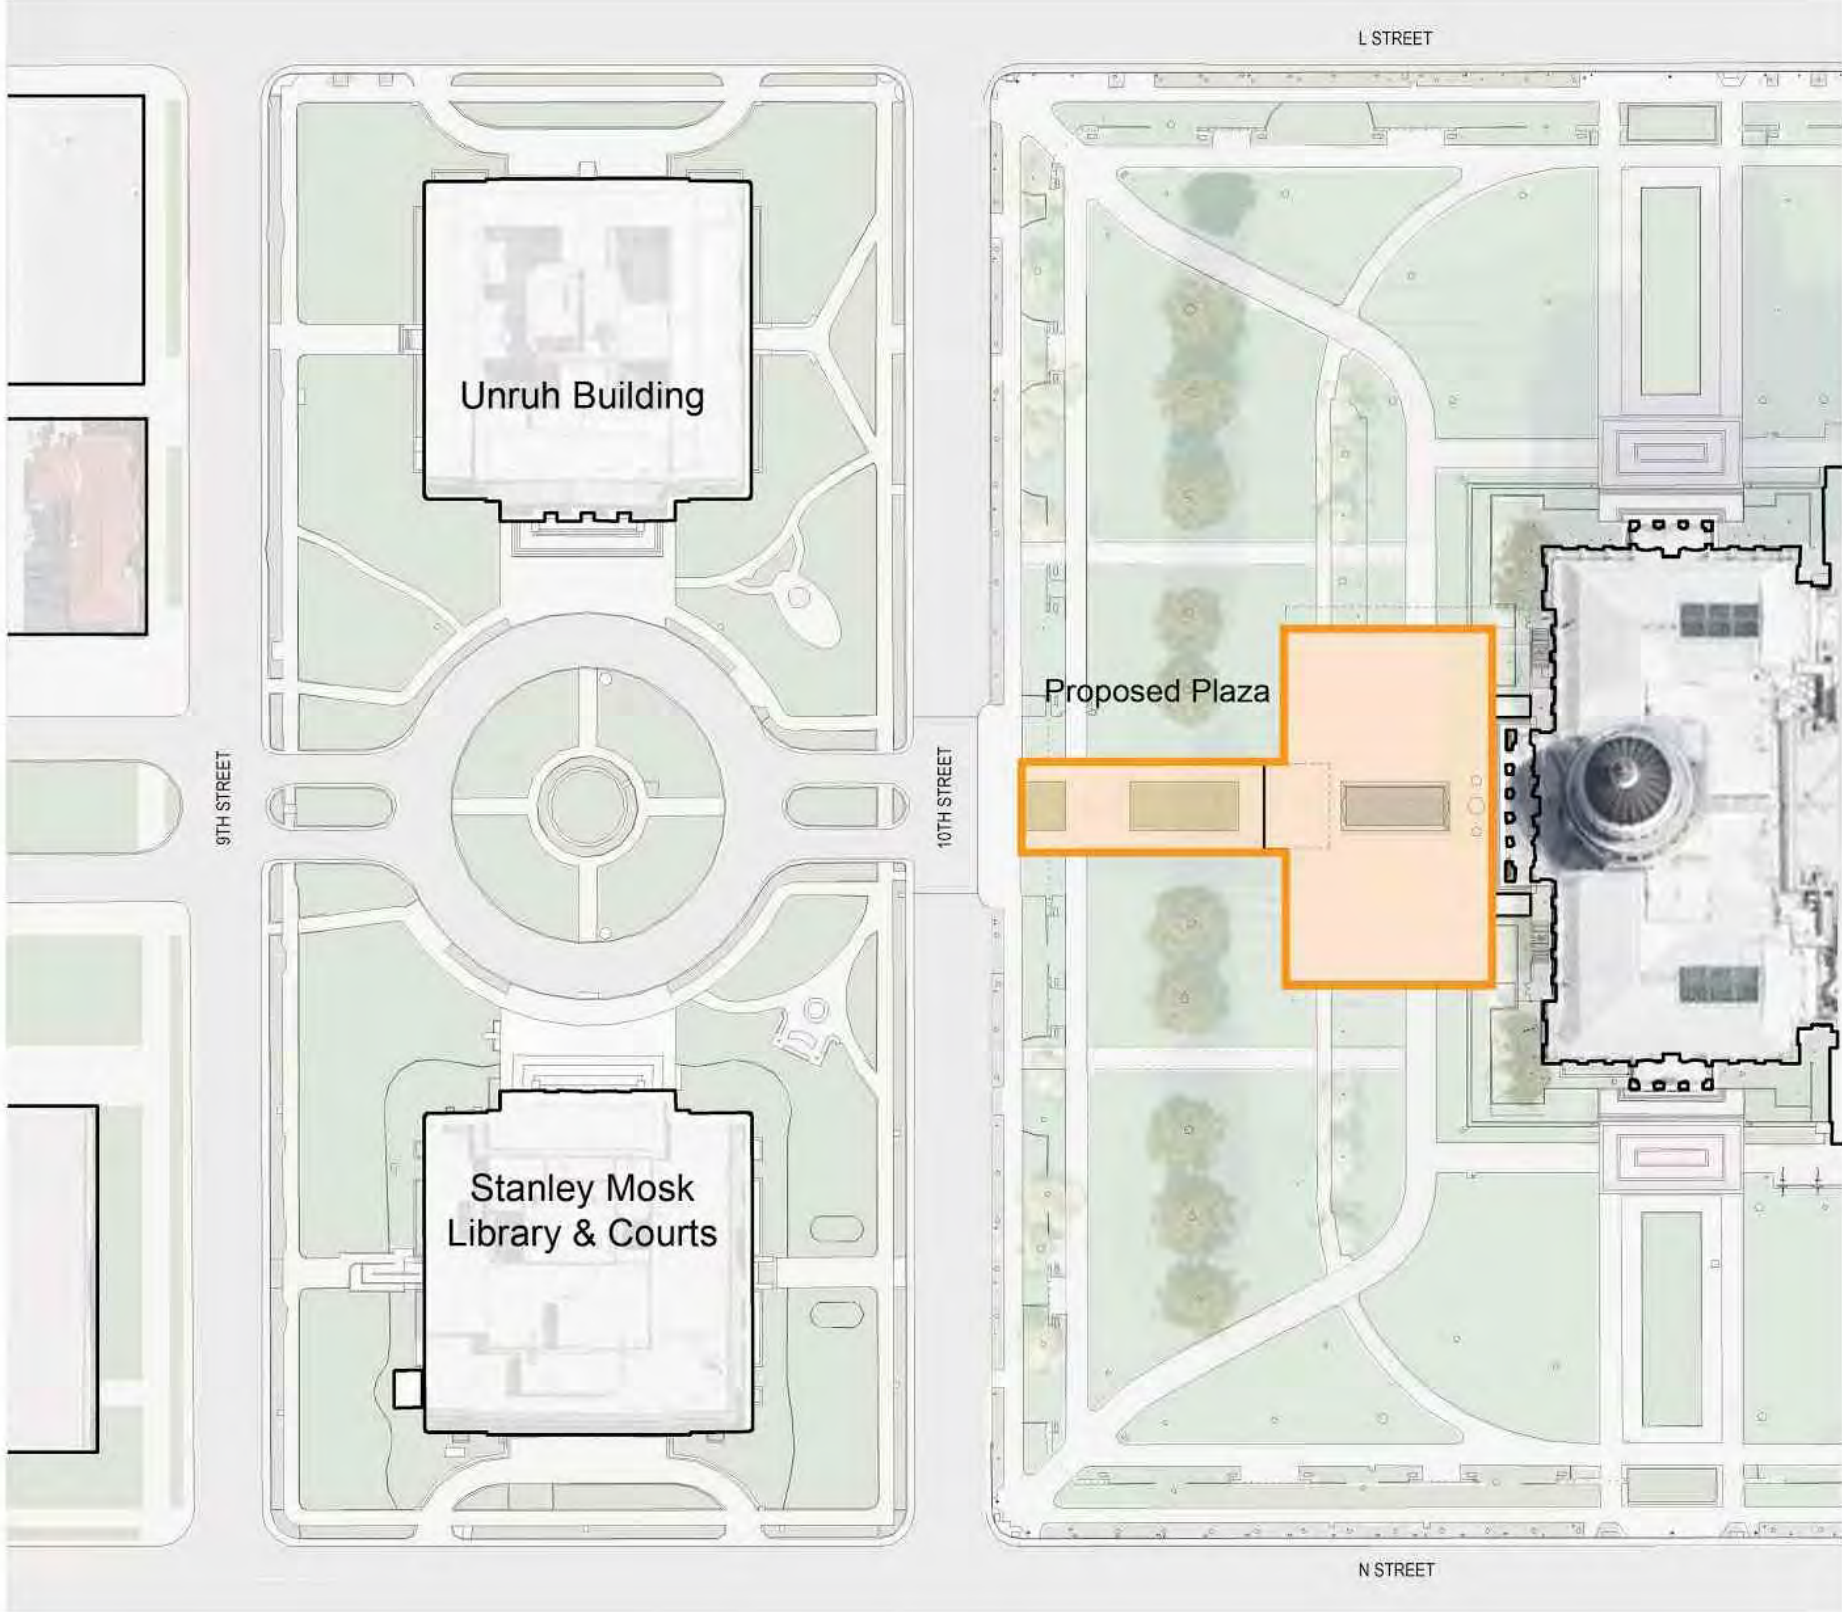 L STREET
Unruh Building
Proposed Plaza
9TH STREET
10TH STREET
Stanley Mosk
Library & Courts
N STREET